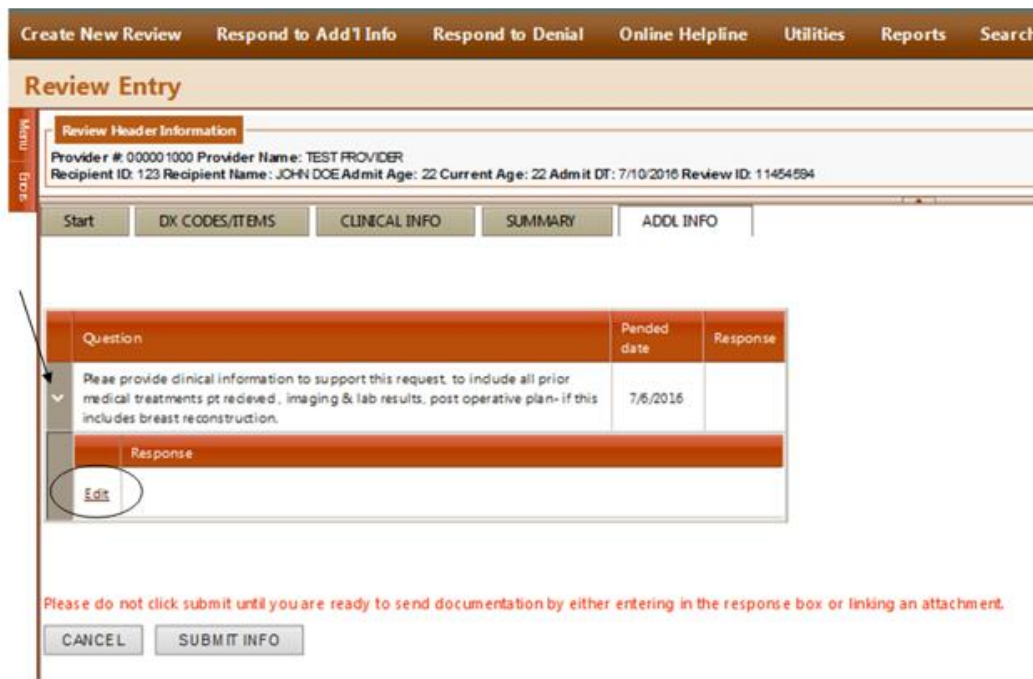 Create New Review Respond to Add'l Info Respond to Denial Online Helpline Utilities Reports Search
Review Entry
Menu
Errors
Review Header Information
Provider #: 000001000 Provider Name: TEST PROVIDER
Recipient ID: 123 Recipient Name: JOHN DOE Admit Age: 22 Current Age: 22 Admit DT: 7/10/2016 Review ID: 11454594
Start DX CODES/ITEMS CLINICAL INFO SUMMARY ADDL INFO
Question Pended date Response
Pleae provide clinical information to support this request, to include all prior
medical treatments pt recieved, imaging & lab results, post operative plan- if this
includes breast reconstruction.
7/6/2016
Response
Edit
Please do not click submit until you are ready to send documentation by either entering in the response box or linking an attachment.
CANCEL SUBMIT INFO